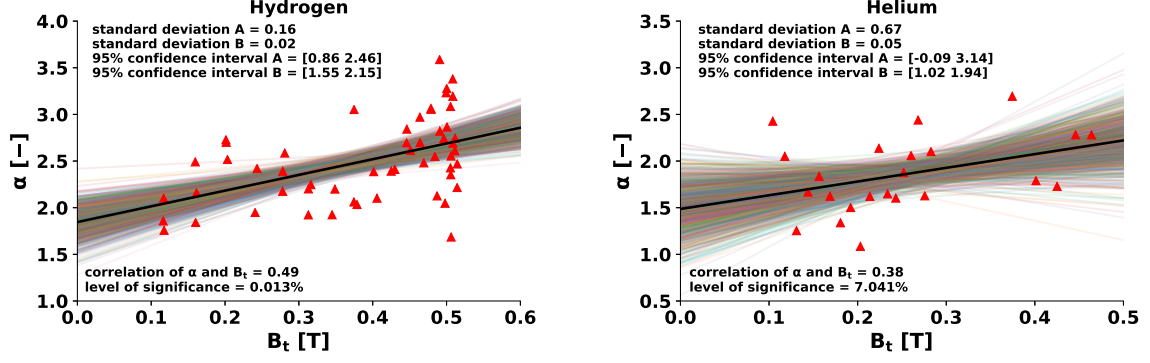 Hydrogen
standard deviation A = 0.16
standard deviation B = 0.02
95% confidence interval A = [0.86 2.46]
95% confidence interval B = [1.55 2.15]
correlation of α and Bt = 0.49
level of significance = 0.013%
4.0
3.5
3.0
2.5
2.0
1.5
1.0
α [−]
0.0 0.1 0.2 0.3 0.4 0.5 0.6
Bt [T]
Helium
standard deviation A = 0.67
standard deviation B = 0.05
95% confidence interval A = [-0.09 3.14]
95% confidence interval B = [1.02 1.94]
correlation of α and Bt = 0.38
level of significance = 7.041%
3.5
3.0
2.5
2.0
1.5
1.0
0.5
α [−]
0.0 0.1 0.2 0.3 0.4 0.5
Bt [T]